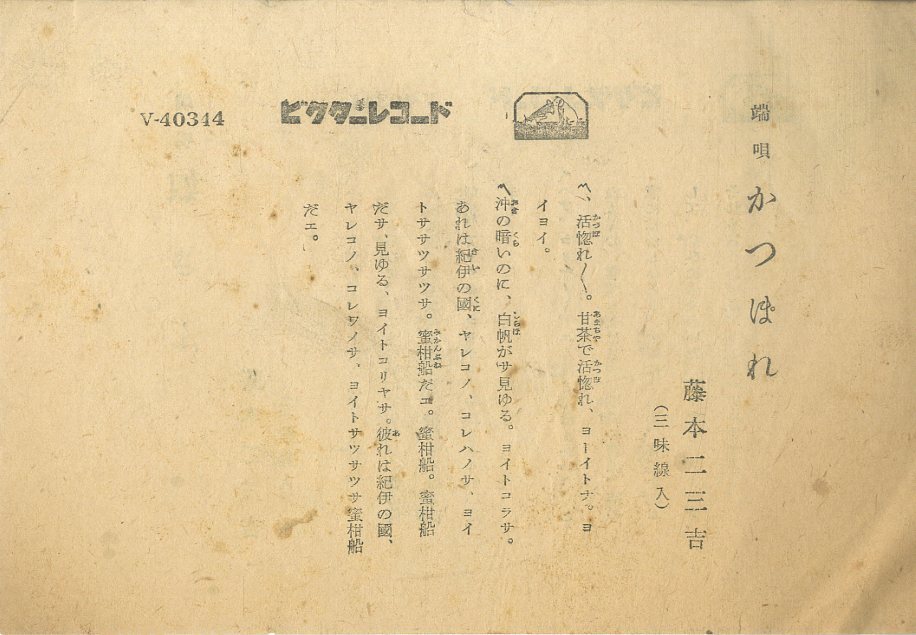 端唄 かつぽれ
藤本二三吉
(三味線入)
ビクターレコード
V-40344
〽、活惚れ〳〵。甘茶で活惚れ、ヨーイトナ。ヨ
イヨイ。
〽沖の暗いのに、白帆がサ見ゆる。ヨイトコラサ。
あれは紀伊の國、ヤレコノ、コレハノサ、ヨイ
トササツサツサ。蜜柑船だエ。蜜柑船。蜜柑船
だサ、見ゆる、ヨイトコリヤサ。彼れは紀伊の國、
ヤレコノ、コレワノサ、ヨイトサツサツサ蜜柑船
だエ。